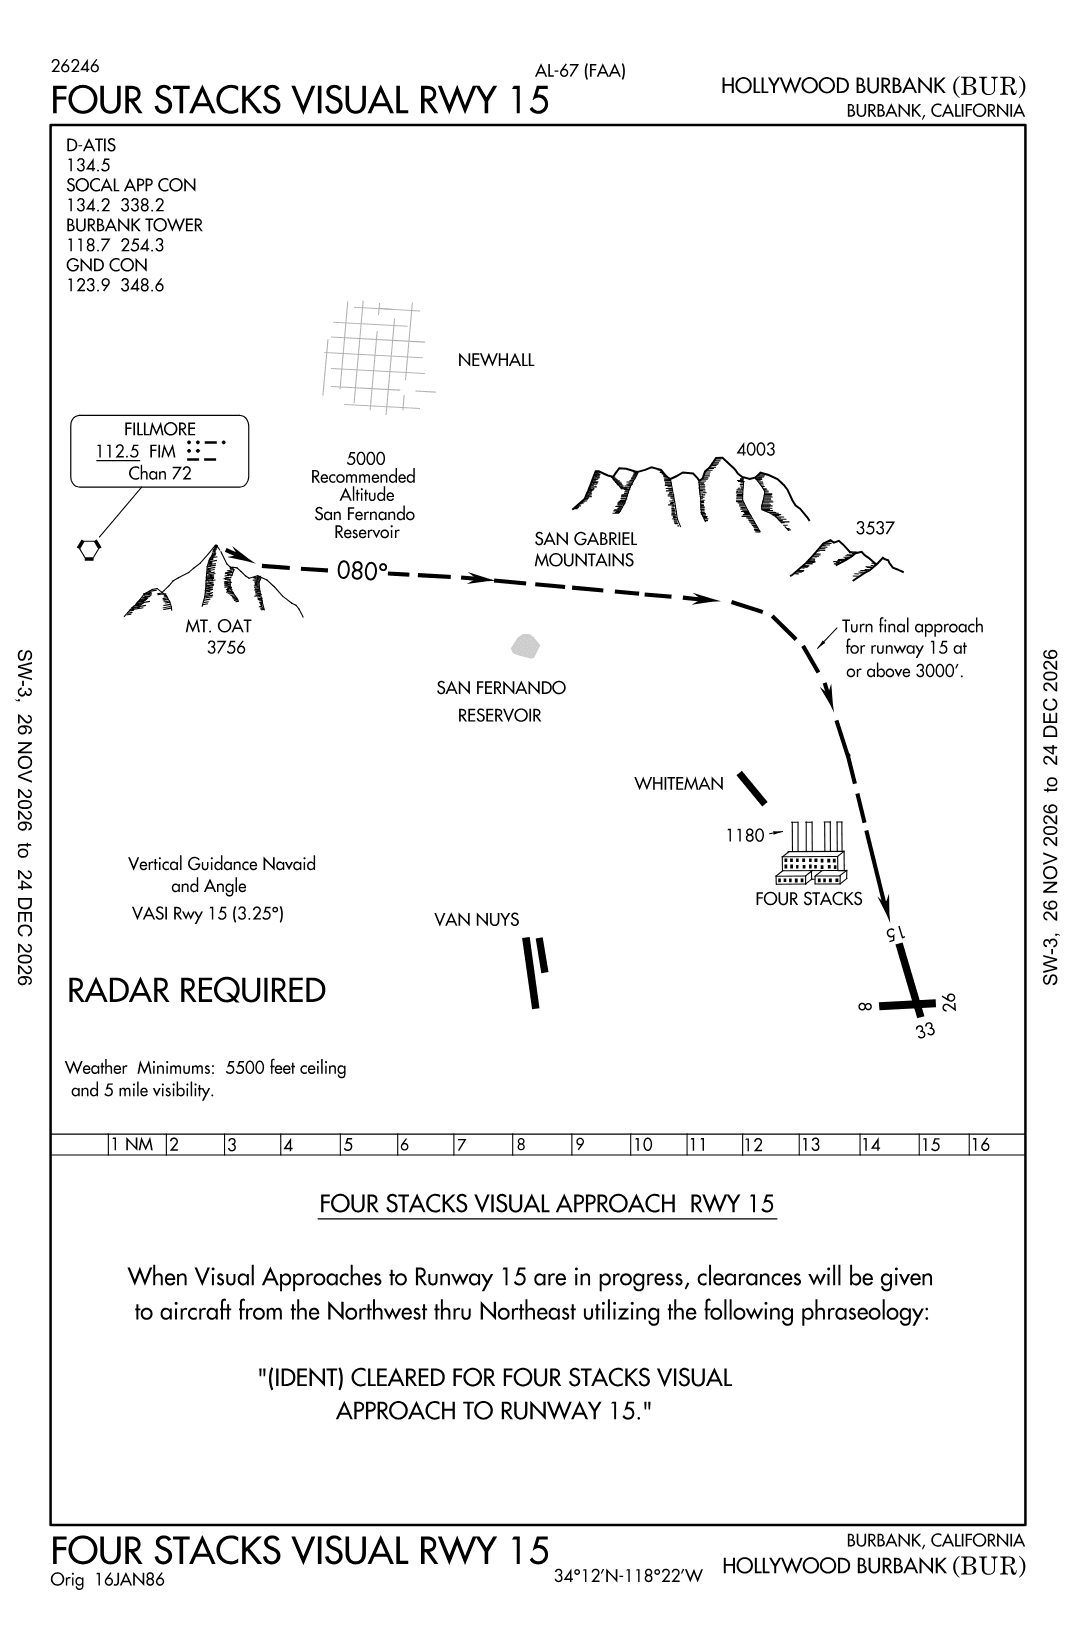 26246
AL-67 (FAA)
FOUR STACKS VISUAL RWY 15
HOLLYWOOD BURBANK (BUR)
BURBANK, CALIFORNIA
D-ATIS
134.5
SOCAL APP CON
134.2 338.2
BURBANK TOWER
118.7 254.3
GND CON
123.9 348.6
NEWHALL
FILLMORE
112.5 FIM
Chan 72
5000
Recommended
Altitude
San Fernando
Reservoir
4003
3537
SAN GABRIEL
MOUNTAINS
080°
MT. OAT
3756
Turn final approach
for runway 15 at
or above 3000’.
SAN FERNANDO
RESERVOIR
SW-3, 26 NOV 2026 to 24 DEC 2026
SW-3, 26 NOV 2026 to 24 DEC 2026
WHITEMAN
1180
FOUR STACKS
Vertical Guidance Navaid
and Angle
VASI Rwy 15 (3.25°)
VAN NUYS
15
8
26
33
RADAR REQUIRED
Weather Minimums: 5500 feet ceiling
and 5 mile visibility.
1 NM 2 3 4 5 6 7 8 9 10 11 12 13 14 15 16
FOUR STACKS VISUAL APPROACH RWY 15
When Visual Approaches to Runway 15 are in progress, clearances will be given
to aircraft from the Northwest thru Northeast utilizing the following phraseology:
"(IDENT) CLEARED FOR FOUR STACKS VISUAL
APPROACH TO RUNWAY 15."
FOUR STACKS VISUAL RWY 15
Orig 16JAN86
34°12’N-118°22’W
BURBANK, CALIFORNIA
HOLLYWOOD BURBANK (BUR)